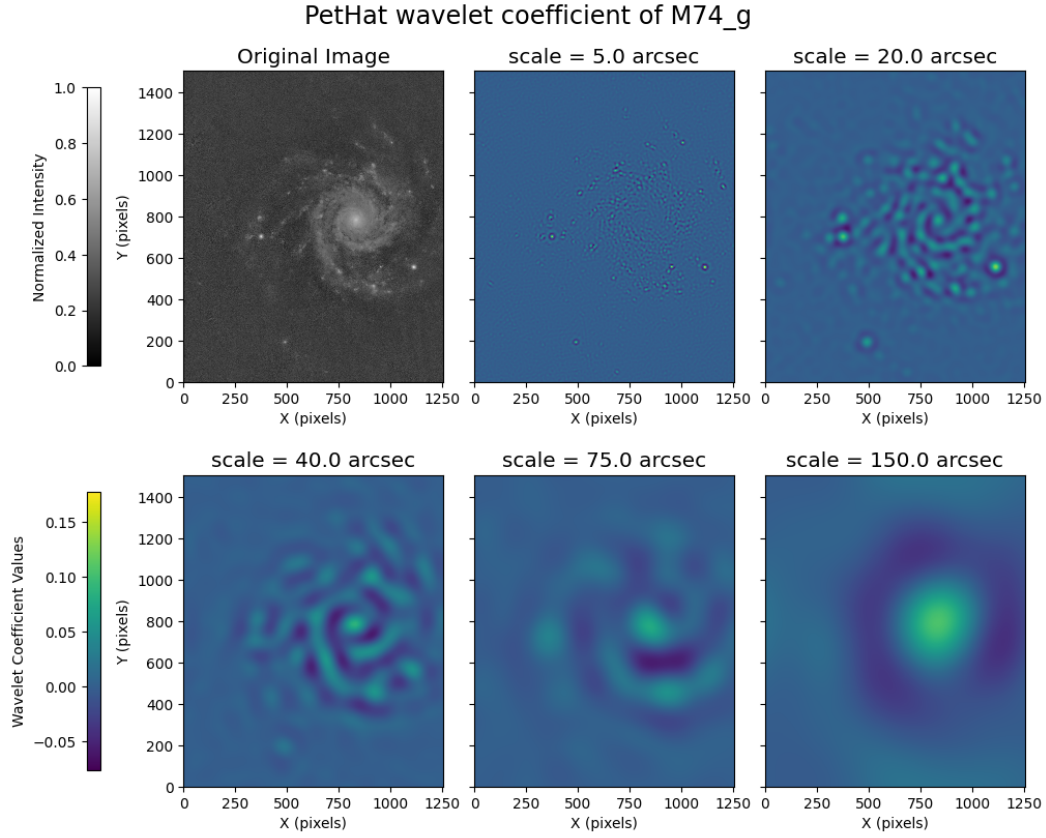 PetHat wavelet coefficient of M74_g
Original Image
scale = 5.0 arcsec
scale = 20.0 arcsec
Normalized Intensity
1.0
0.8
0.6
0.4
0.2
0.0
Y (pixels)
1400
1200
1000
800
600
400
200
0
0 250 500 750 1000 1250
0 250 500 750 1000 1250
0 250 500 750 1000 1250
X (pixels)
X (pixels)
X (pixels)
scale = 40.0 arcsec
scale = 75.0 arcsec
scale = 150.0 arcsec
Wavelet Coefficient Values
0.15
0.10
0.05
0.00
−0.05
Y (pixels)
1400
1200
1000
800
600
400
200
0
0 250 500 750 1000 1250
0 250 500 750 1000 1250
0 250 500 750 1000 1250
X (pixels)
X (pixels)
X (pixels)